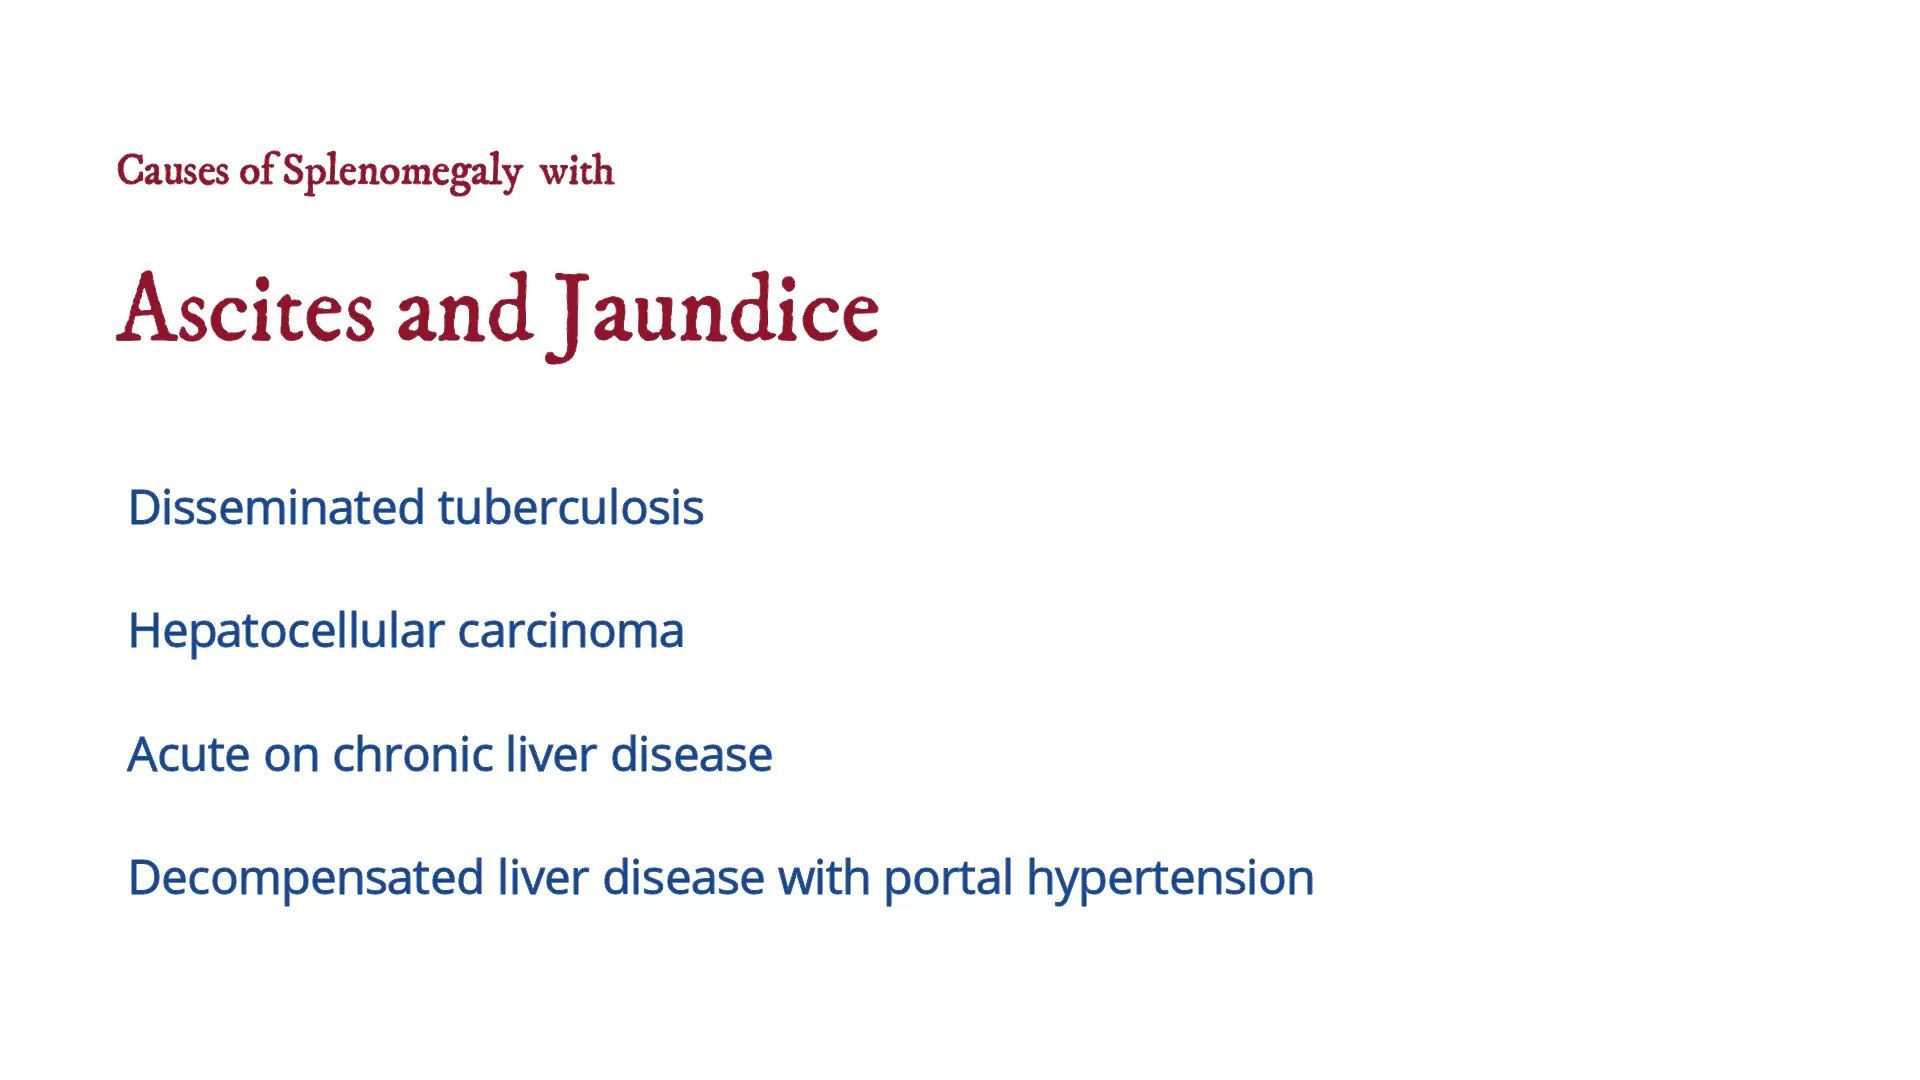 Causes of Splenomegaly with
Ascites and Jaundice
Disseminated tuberculosis
Hepatocellular carcinoma
Acute on chronic liver disease
Decompensated liver disease with portal hypertension